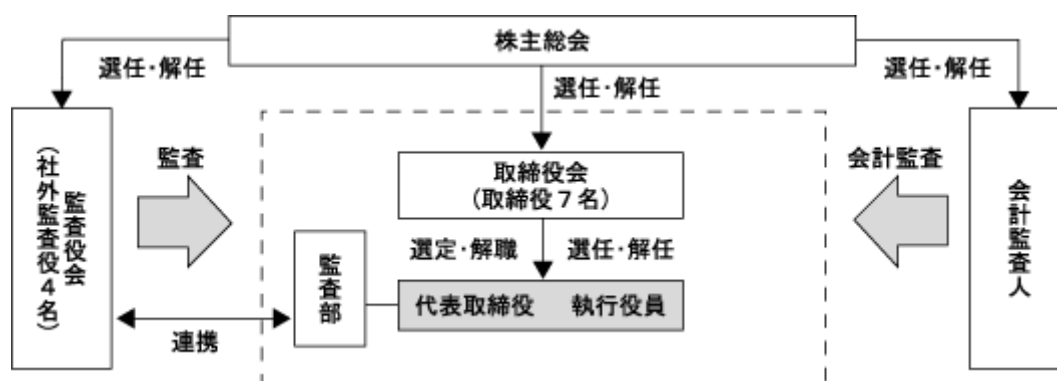 株主総会
選任・解任
選任・解任
選任・解任
監査役会
（社外監査役４名）
監査
会計監査
取締役会
（取締役７名）
会計監査人
選定・解職
選任・解任
監査部
代表取締役
執行役員
連携